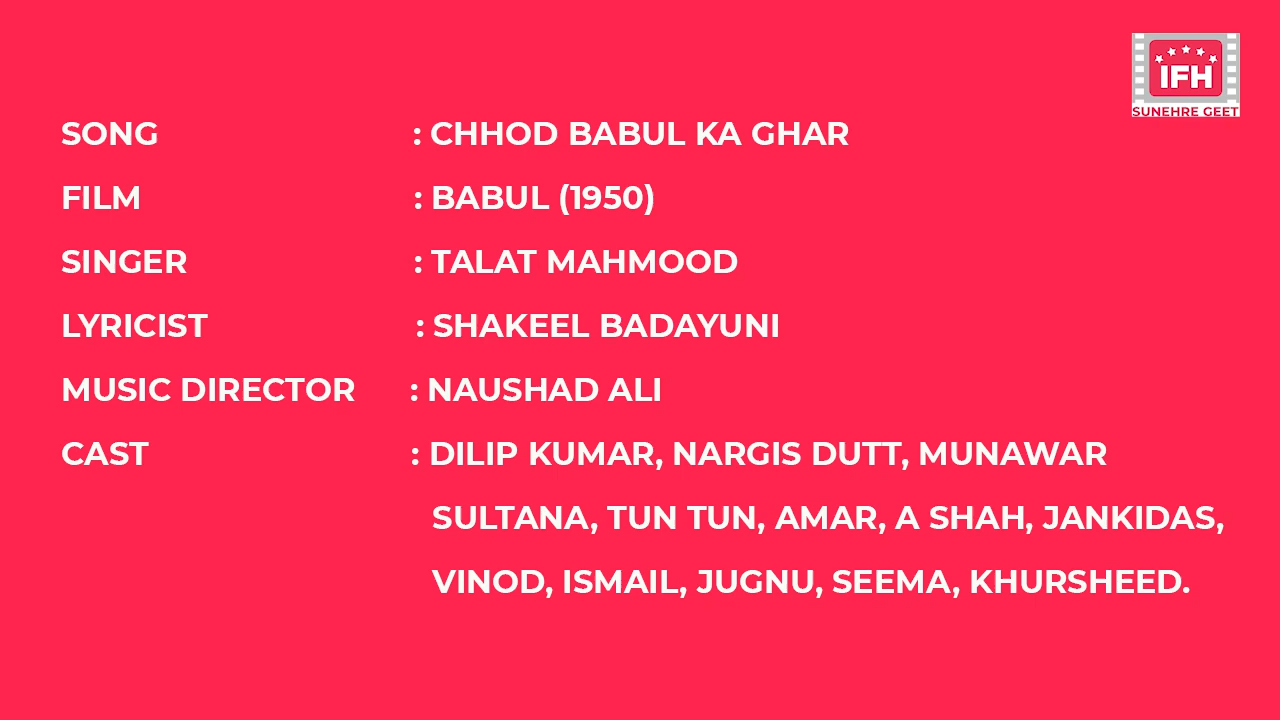 IFH
SUNEHRE GEET
SONG : CHHOD BABUL KA GHAR
FILM : BABUL (1950)
SINGER : TALAT MAHMOOD
LYRICIST : SHAKEEL BADAYUNI
MUSIC DIRECTOR : NAUSHAD ALI
CAST : DILIP KUMAR, NARGIS DUTT, MUNAWAR
SULTANA, TUN TUN, AMAR, A SHAH, JANKIDAS,
VINOD, ISMAIL, JUGNU, SEEMA, KHURSHEED.